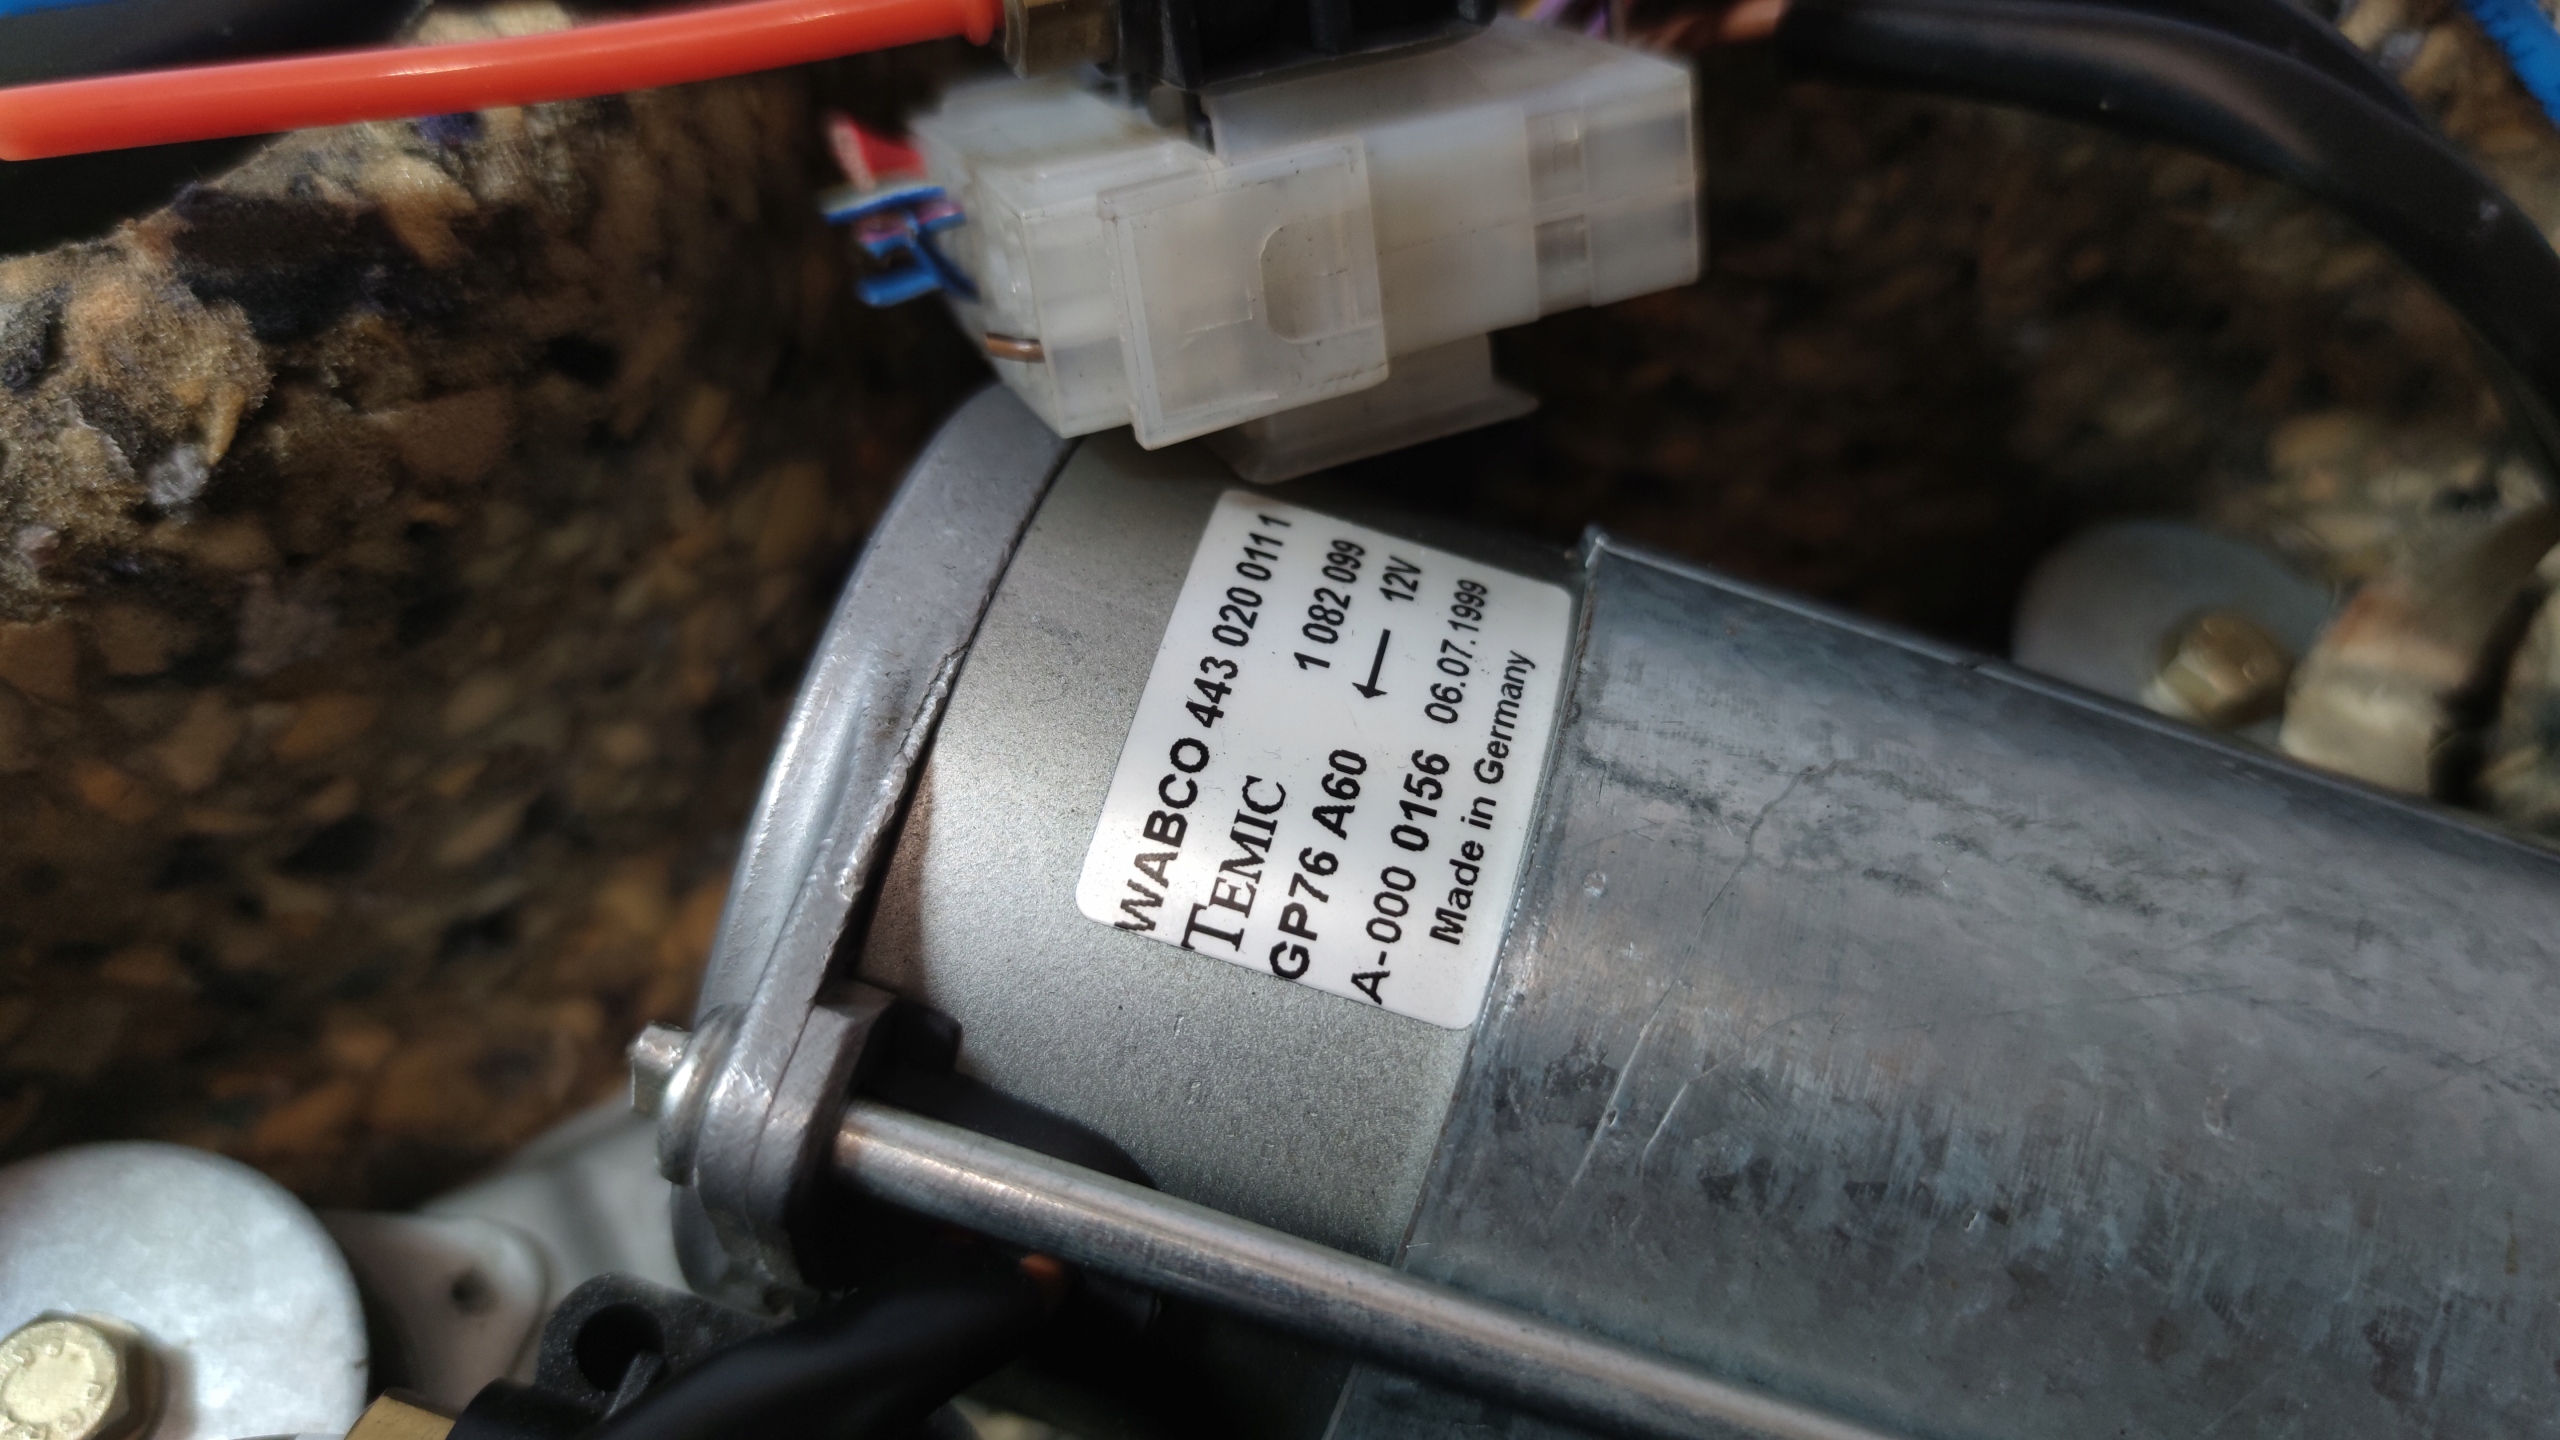 WABCO 443 020 011 1
TEMIC
GP76 A60 1 082 099
← 12V
A-000 0156 06.07.1999
Made in Germany